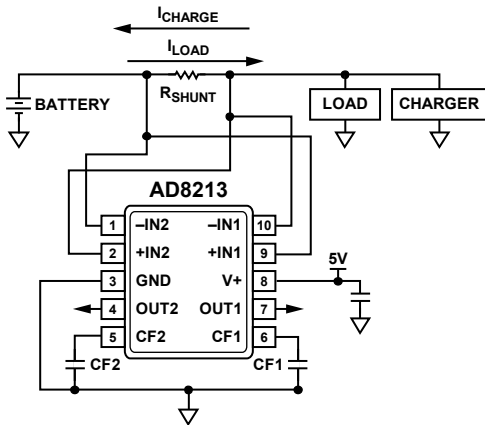 ICHARGE
ILOAD
RSHUNT
BATTERY
LOAD
CHARGER
AD8213
1 –IN2 –IN1 10
2 +IN2 +IN1 9
3 GND V+ 8
5V
4 OUT2 OUT1 7
5 CF2 CF1 6
CF2 CF1